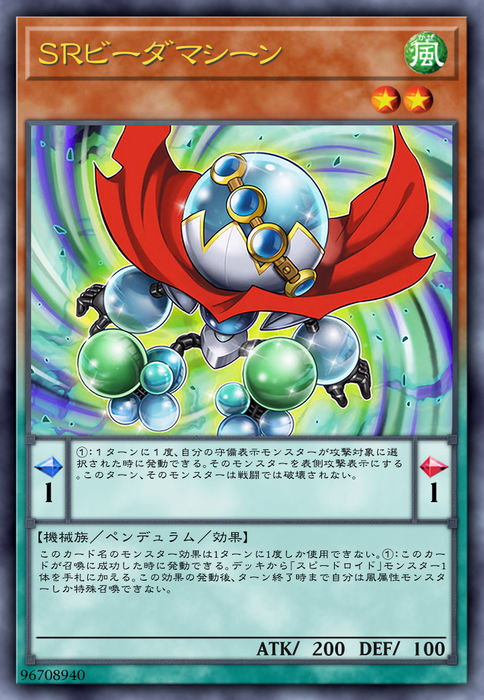 SRビーダマシーン
かぜ
風
①：１ターンに１度、自分の守備表示モンスターが攻撃対象に選
択された時に発動できる。そのモンスターを表側攻撃表示にする
。このターン、そのモンスターは戦闘では破壊されない。
1
1
【機械族／ペンデュラム／効果】
このカード名のモンスター効果は1ターンに1度しか使用できない。①：このカー
ドが召喚に成功した時に発動できる。デッキから「スピードロイド」モンスター1
体を手札に加える。この効果の発動後、ターン終了時まで自分は風属性モンスタ
ーしか特殊召喚できない。
ATK/ 200 DEF/ 100
96708940